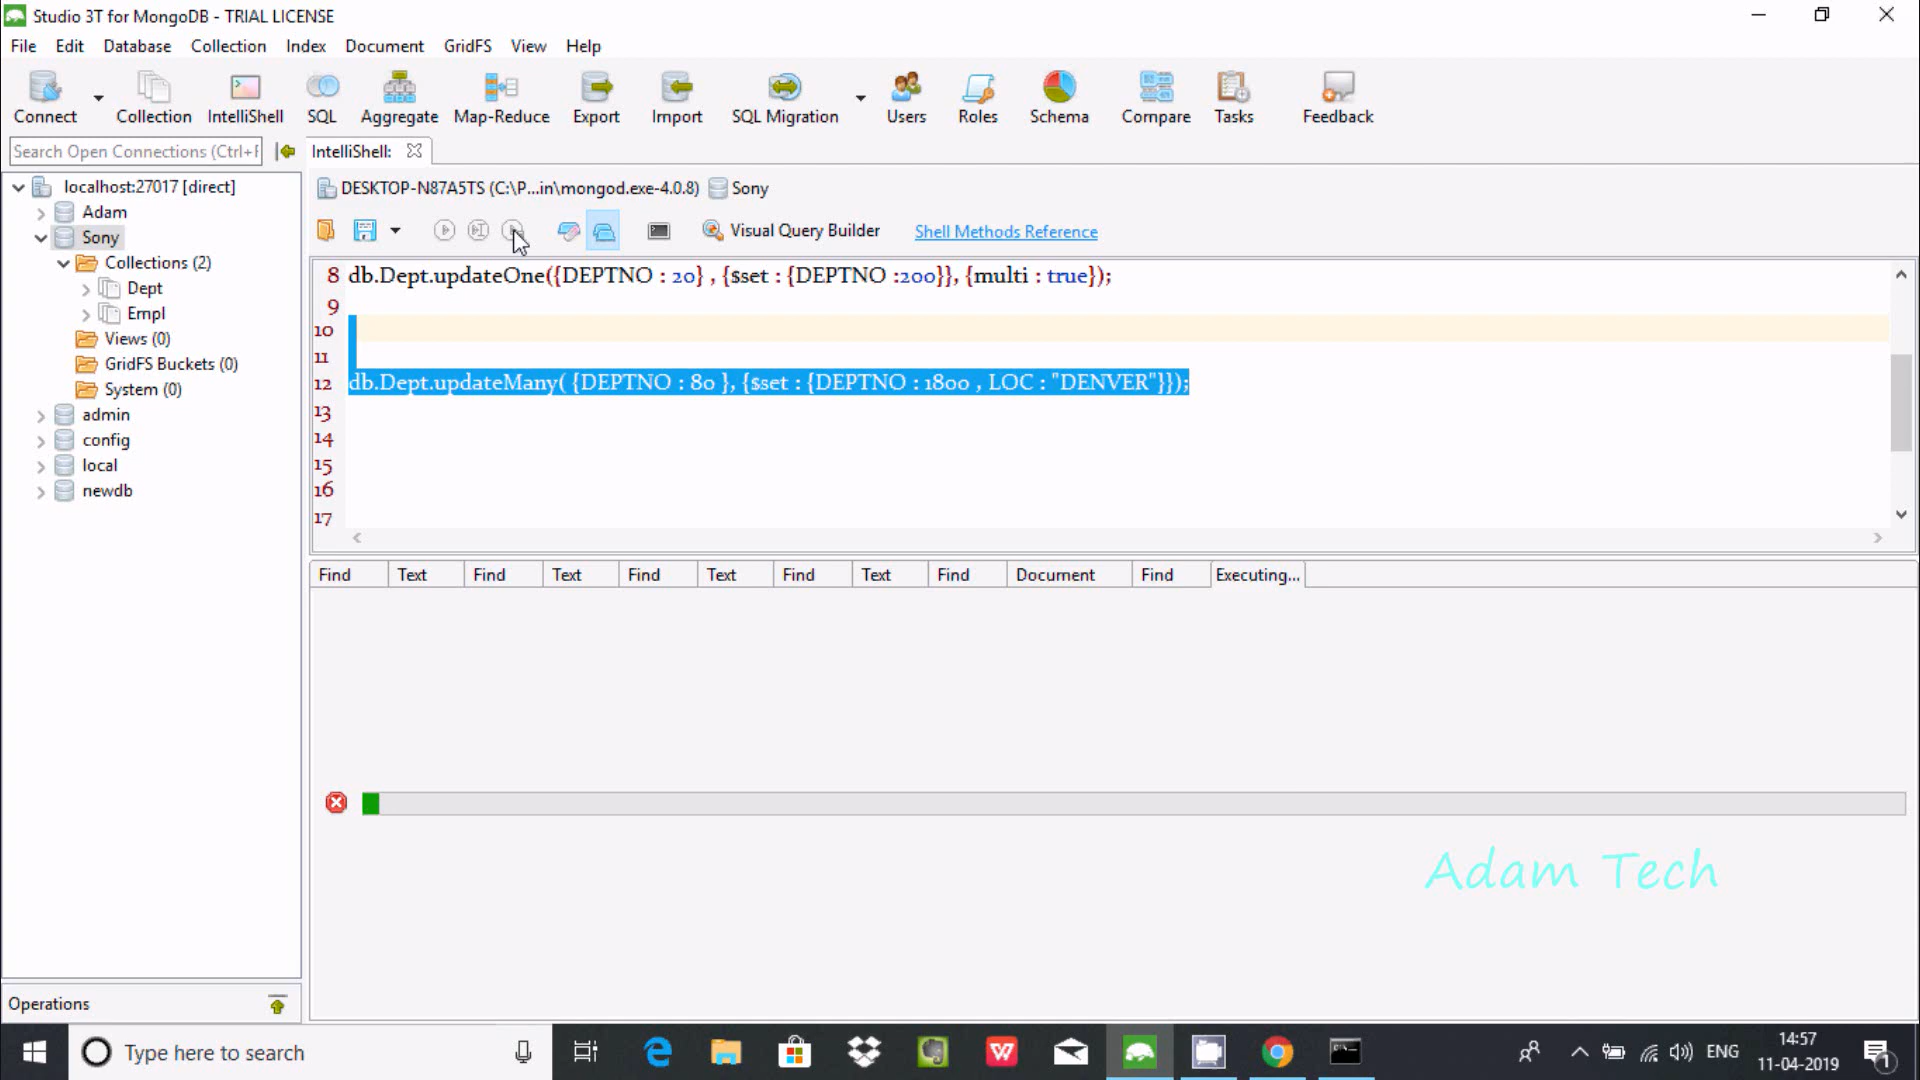 Studio 3T for MongoDB - TRIAL LICENSE
File Edit Database Collection Index Document GridFS View Help
Connect Collection IntelliShell SQL Aggregate Map-Reduce Export Import SQL Migration Users Roles Schema Compare Tasks Feedback
Search Open Connections (Ctrl+F
IntelliShell:
localhost:27017 [direct]
Adam
Sony
Collections (2)
Dept
Empl
Views (0)
GridFS Buckets (0)
System (0)
admin
config
local
newdb
Operations
DESKTOP-N87A5TS (C:\P...in\mongod.exe-4.0.8) Sony
Visual Query Builder Shell Methods Reference
8 db.Dept.updateOne({DEPTNO : 20} , {$set : {DEPTNO :200}}, {multi : true});
9
10
11
12 db.Dept.updateMany( {DEPTNO : 80 }, {$set : {DEPTNO : 1800 , LOC : "DENVER"}});
13
14
15
16
17
Find Text Find Text Find Text Find Text Find Document Find Executing...
Adam Tech
Type here to search
ENG
14:57
11-04-2019
1